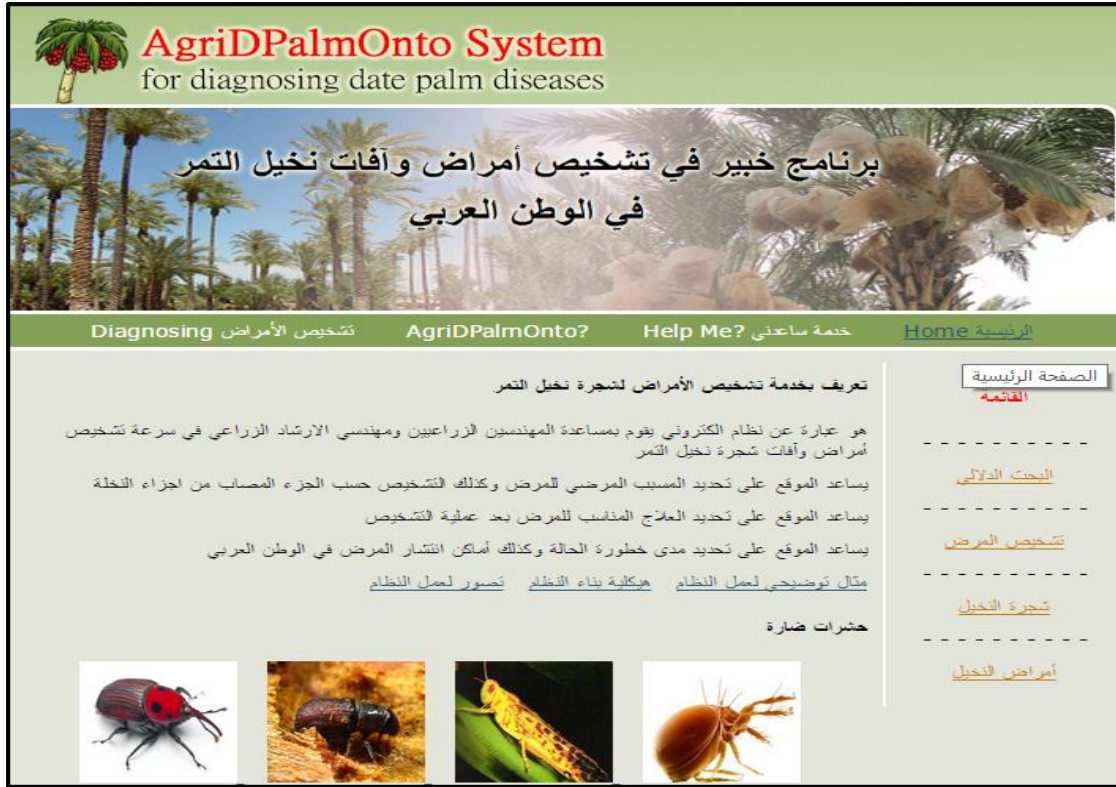 AgriDPalmOnto System
for diagnosing date palm diseases
برنامج خبير في تشخيص أمراض وآفات نخيل التمر
في الوطن العربي
الرئيسية Home
خدمة ساعدني Help Me?
AgriDPalmOnto?
تشخيص الأمراض Diagnosing
الصفحة الرئيسية
القائمة
البحث الدلالي
تشخيص المرض
شجرة النخيل
أمراض النخيل
تعريف بخدمة تشخيص الأمراض لشجرة نخيل التمر
هو عبارة عن نظام الكتروني يقوم بمساعدة المهندسين الزراعيين ومهندسي الارشاد الزراعي في سرعة تشخيص
أمراض وآفات شجرة نخيل التمر
يساعد الموقع على تحديد المسبب المرضي للمرض وكذلك التشخيص حسب الجزء المصاب من اجزاء النخلة
يساعد الموقع على تحديد العلاج المناسب للمرض بعد عملية التشخيص
يساعد الموقع على تحديد مدى خطورة الحالة وكذلك أماكن انتشار المرض في الوطن العربي
مثال توضيحي لعمل النظام هيكلية بناء النظام تصور لعمل النظام
حشرات ضارة